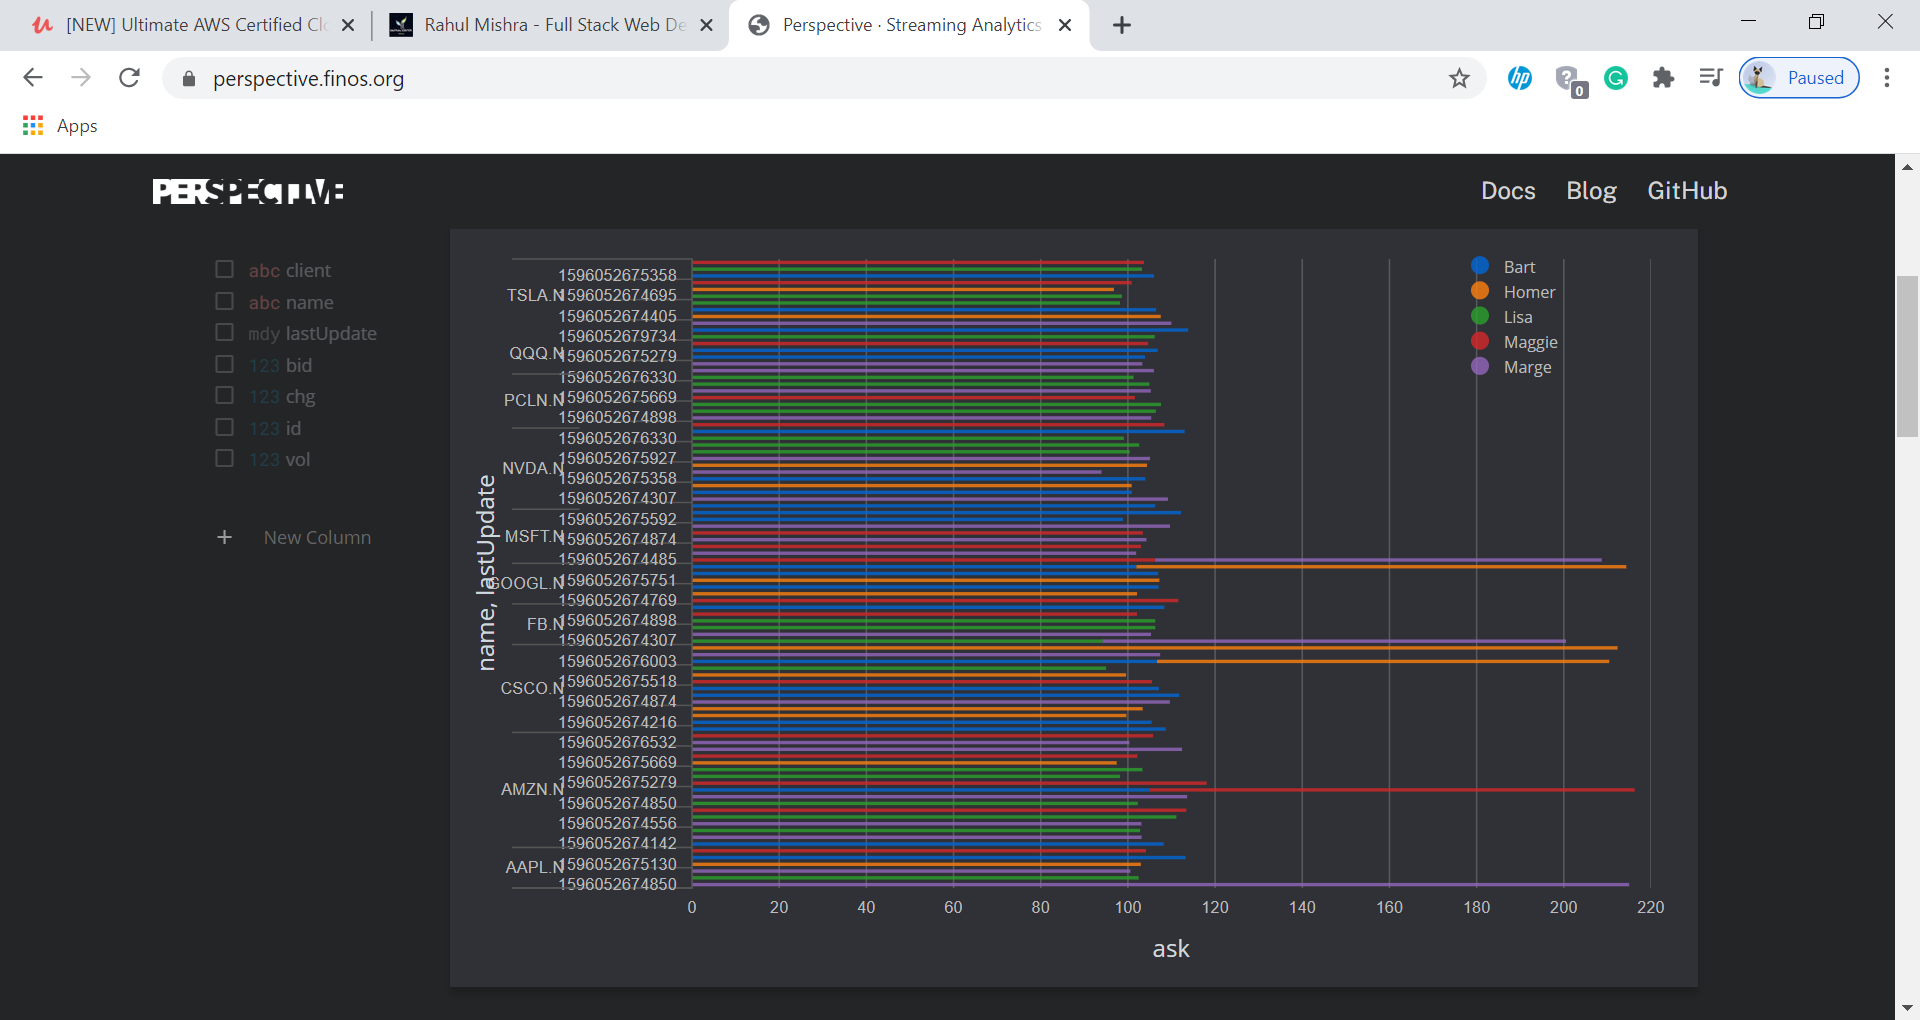 [NEW] Ultimate AWS Certified Clo
Rahul Mishra - Full Stack Web De
Perspective · Streaming Analytics
perspective.finos.org
hp
0
Paused
Apps
PERSPECTIVE
Docs
Blog
GitHub
abc client
abc name
mdy lastUpdate
123 bid
123 chg
123 id
123 vol
+ New Column
name, lastUpdate
1596052675358
TSLA.N
1596052674695
1596052674405
1596052679734
QQQ.N
1596052675279
1596052676330
PCLN.N
1596052675669
1596052674898
1596052676330
1596052675927
NVDA.N
1596052675358
1596052674307
1596052675592
MSFT.N
1596052674874
1596052674485
GOOGL.N
1596052675751
1596052674769
FB.N
1596052674898
1596052674307
1596052676003
CSCO.N
1596052675518
1596052674874
1596052674216
1596052676532
1596052675669
AMZN.N
1596052675279
1596052674850
1596052674556
1596052674142
AAPL.N
1596052675130
1596052674850
0 20 40 60 80 100 120 140 160 180 200 220
ask
Bart
Homer
Lisa
Maggie
Marge